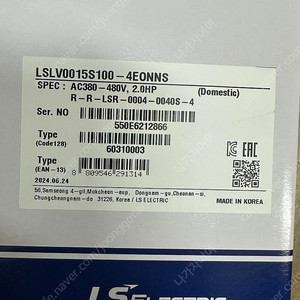 LSLV0015S100-4EONNS
SPEC : AC380-480V, 2.0HP (Domestic)
R-R-LSR-0004-0040S-4
Ser. NO
550E6212866
Type
(Code128)
60310003
Type
(EAN-13)
8 809546 291314
EAC
2024.06.24
MADE IN KOREA
56,Samseong 4-gil,Mokcheon-eup, Dongnam-gu,Cheonan-si,
Chungcheongnam-do 31226, Korea / LS ELECTRIC
LS ELECTRIC